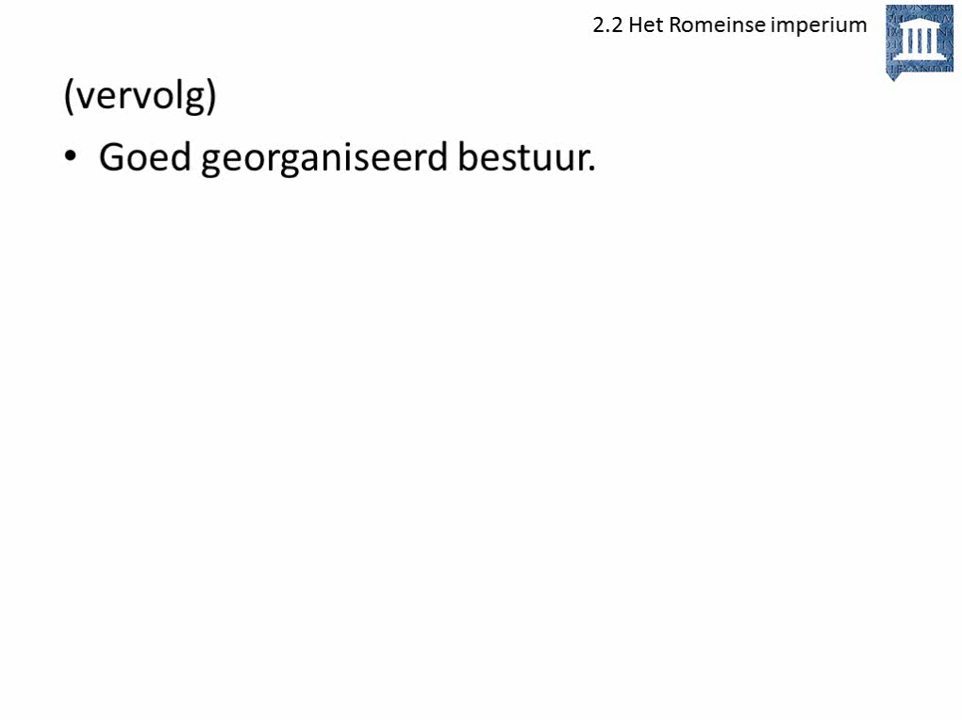 2.2 Het Romeinse imperium
(vervolg)
• Goed georganiseerd bestuur.